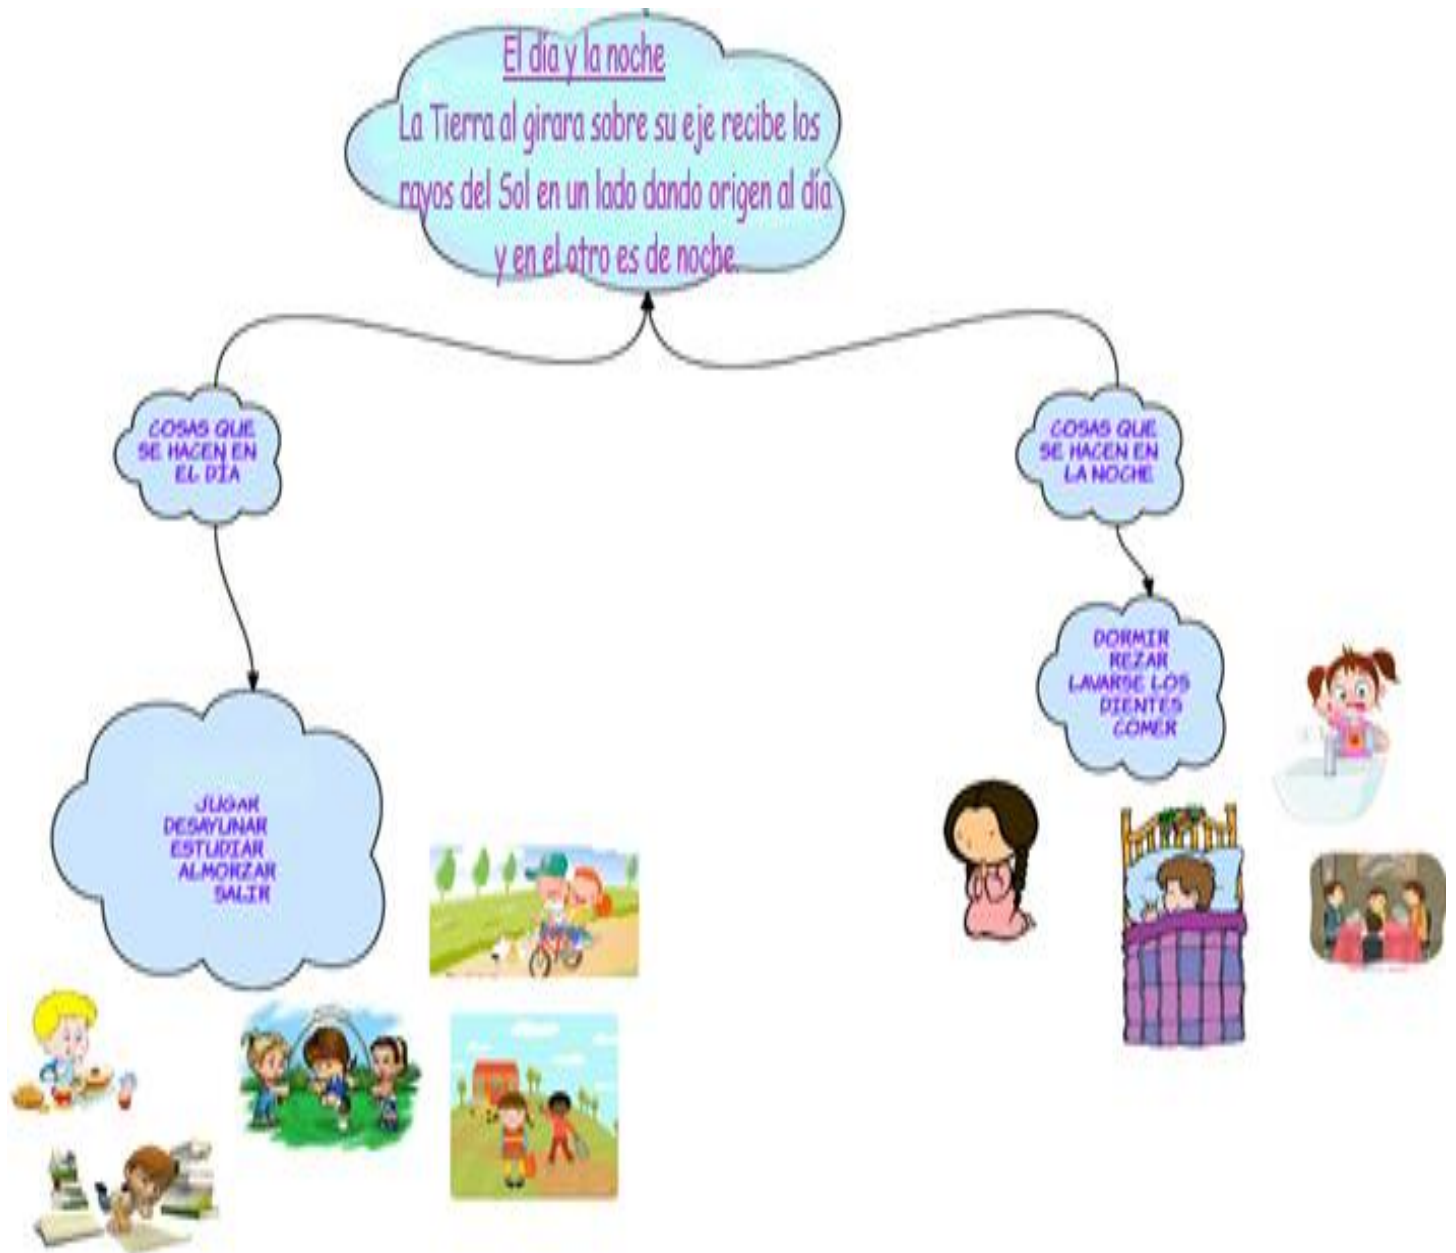 El día y la noche
La Tierra al girara sobre su eje recibe los
rayos del Sol en un lado dando origen al día
y en el otro es de noche.
COSAS QUE
SE HACEN EN
EL DÍA
COSAS QUE
SE HACEN EN
LA NOCHE
JUGAR
DESAYUNAR
ESTUDIAR
ALMORZAR
SALIR
DORMIR
REZAR
LAVARSE LOS
DIENTES
COMER